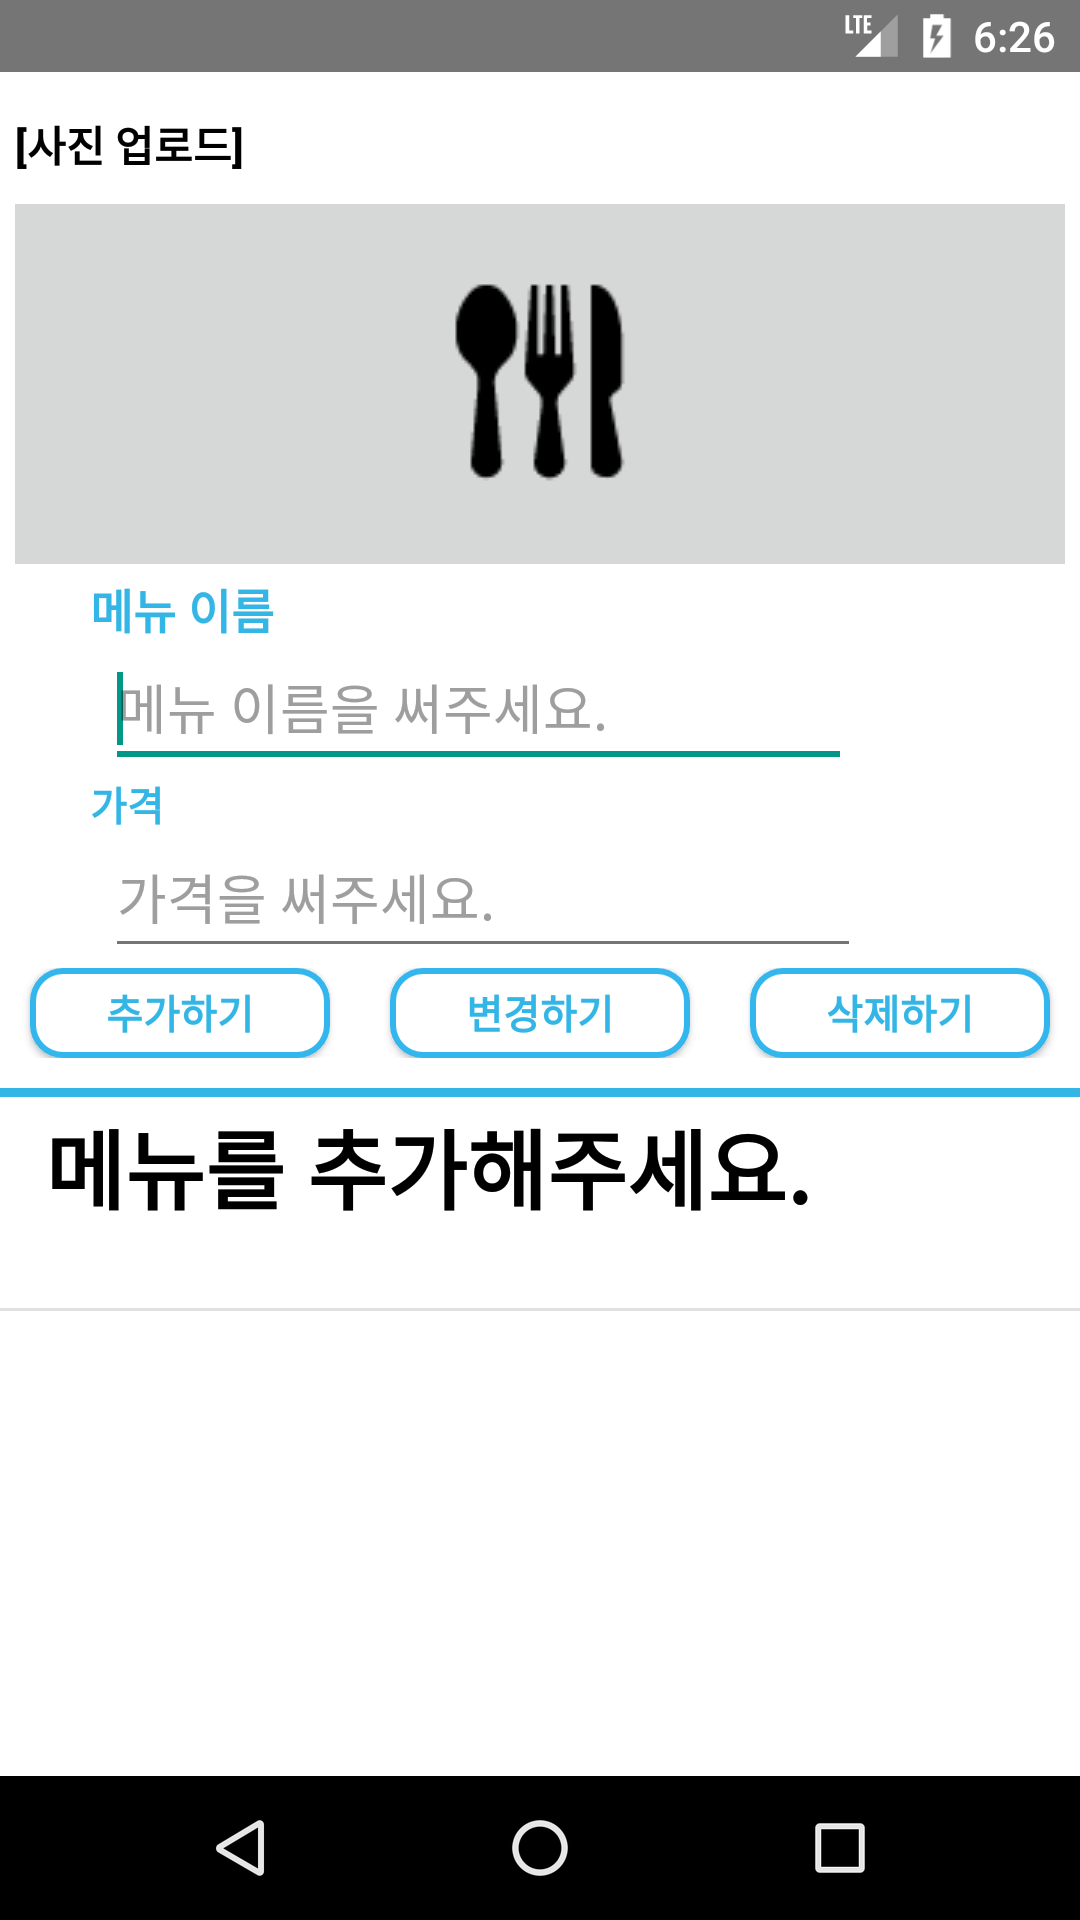 LTE 6:26
[사진 업로드]
메뉴 이름
메뉴 이름을 써주세요.
가격
가격을 써주세요.
추가하기 변경하기 삭제하기
메뉴를 추가해주세요.